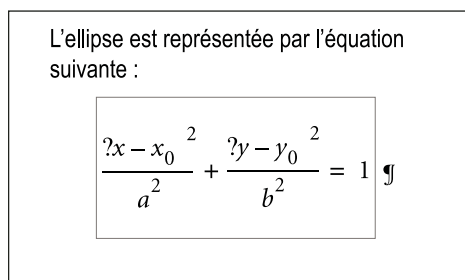 L'ellipse est représentée par l'équation
suivante :
?x − x₀ ² / a² + ?y − y₀ ² / b² = 1 ¶